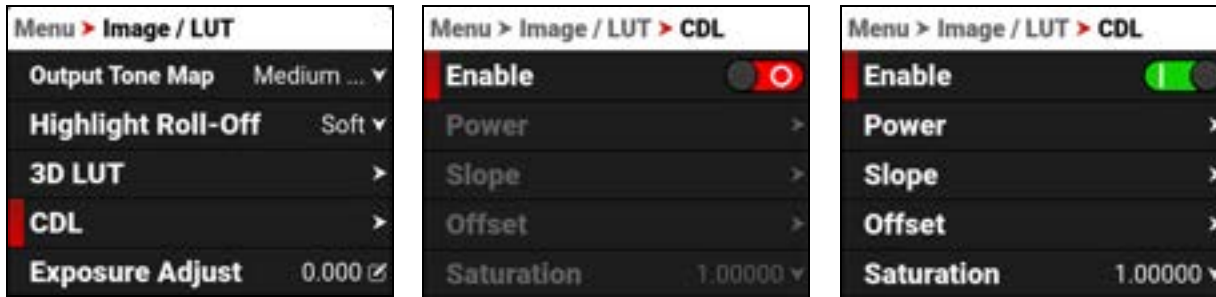 Menu > Image / LUT
Output Tone Map Medium ...
Highlight Roll-Off Soft
3D LUT >
CDL >
Exposure Adjust 0.000
Menu > Image / LUT > CDL
Enable
Power >
Slope >
Offset >
Saturation 1.00000
Menu > Image / LUT > CDL
Enable
Power >
Slope >
Offset >
Saturation 1.00000